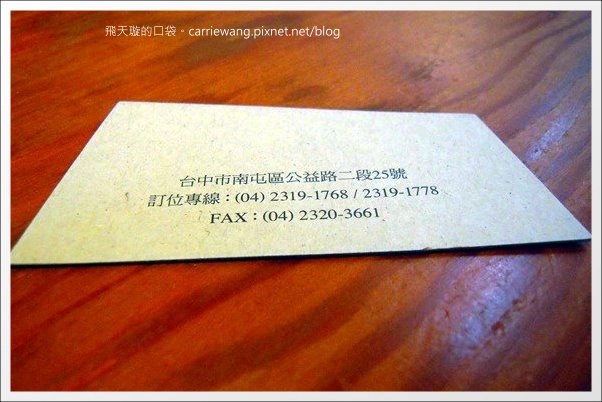 飛天璇的口袋。carriewang.pixnet.net/blog
台中市南屯區公益路二段25號
訂位專線：(04) 2319-1768 / 2319-1778
FAX：(04) 2320-3661